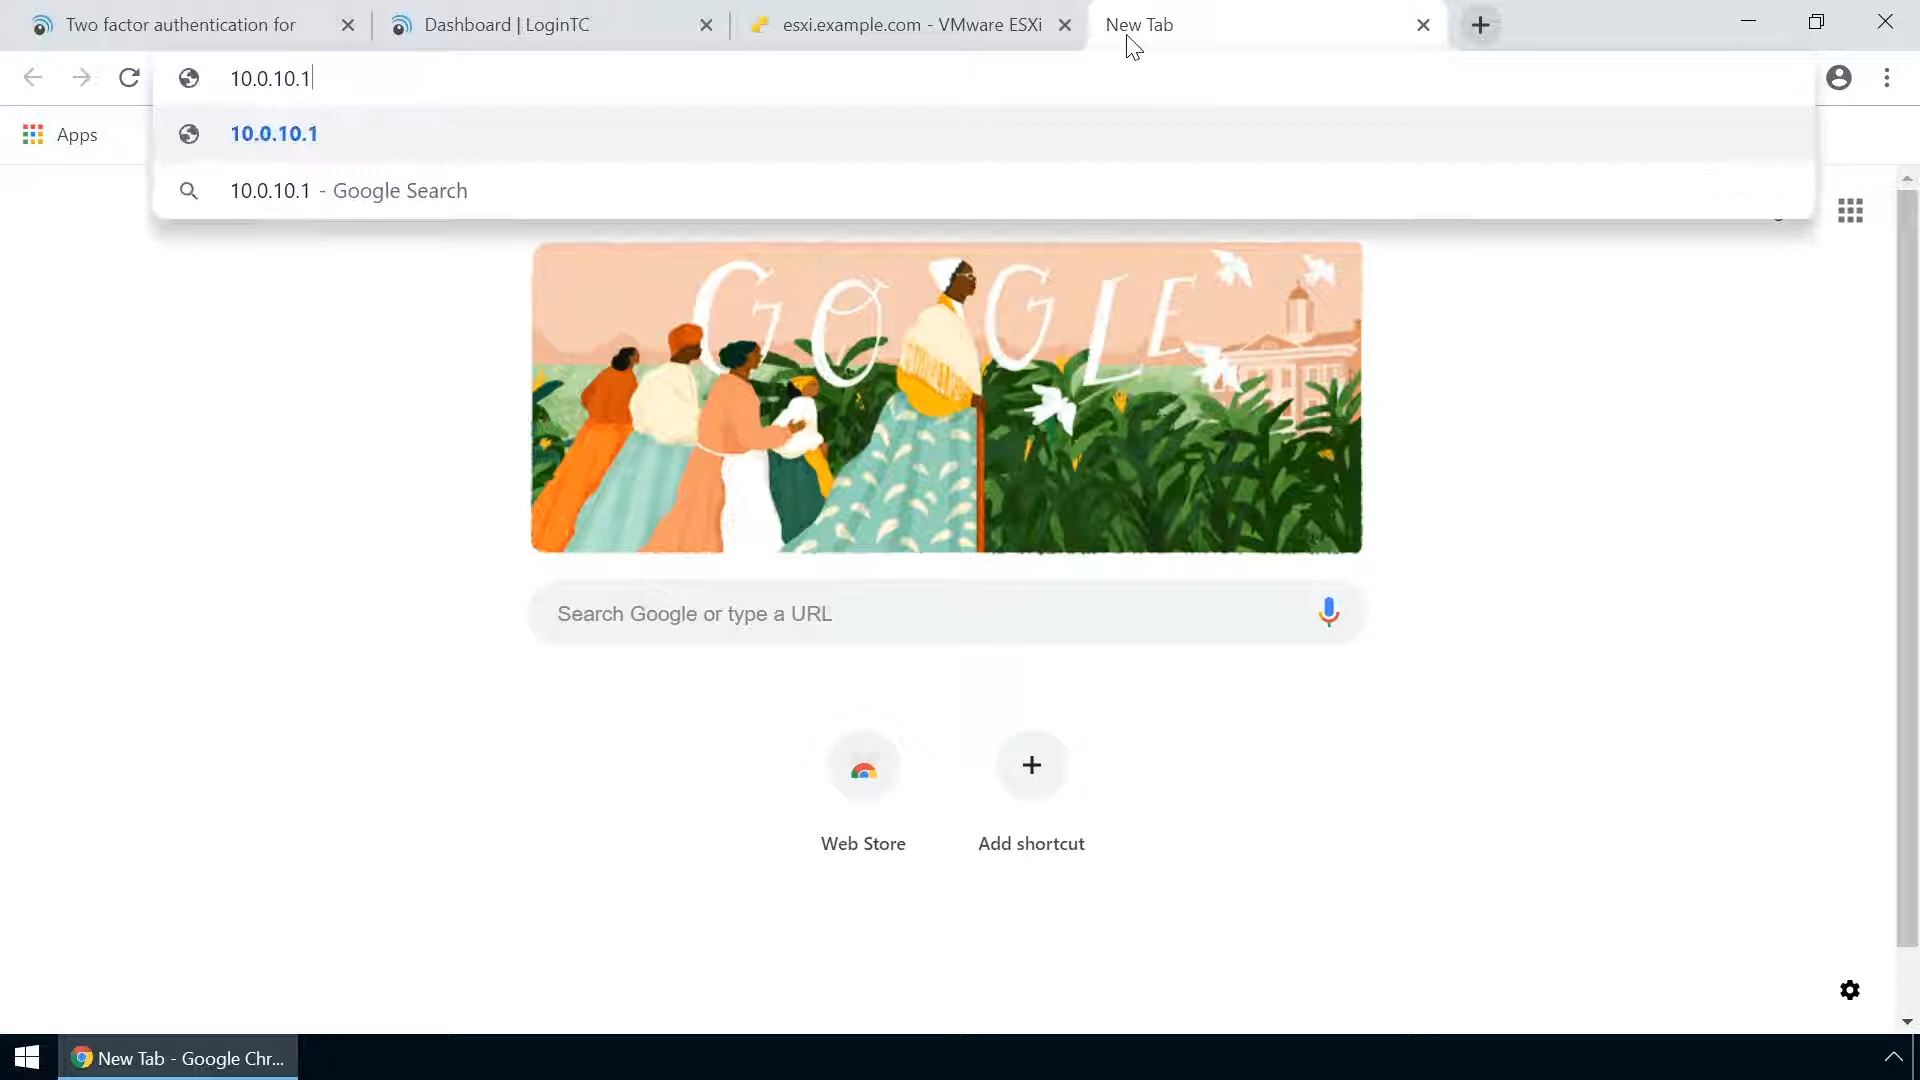 Two factor authentication for
Dashboard | LoginTC
esxi.example.com - VMware ESXi
New Tab
10.0.10.1
Apps
10.0.10.1
10.0.10.1 - Google Search
GOOGLE
Search Google or type a URL
Web Store
Add shortcut
New Tab - Google Chr...